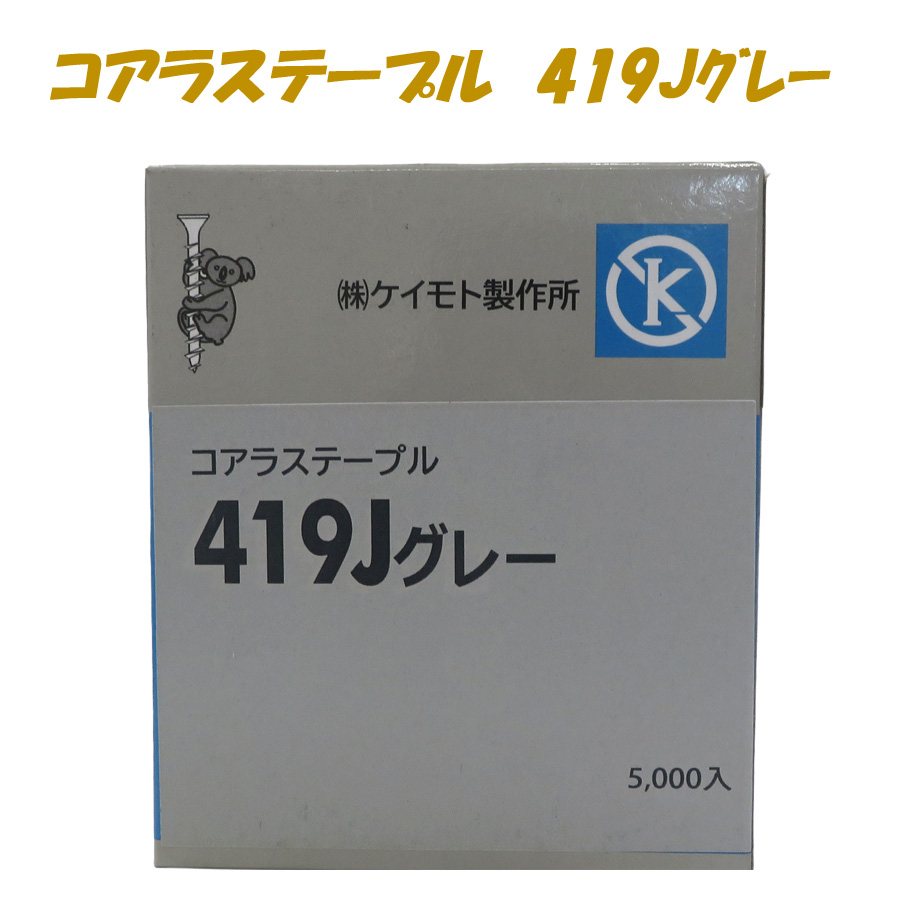 コアラステープル 419Jグレー
㈱ケイモト製作所
K
コアラステープル
419Jグレー
5,000入